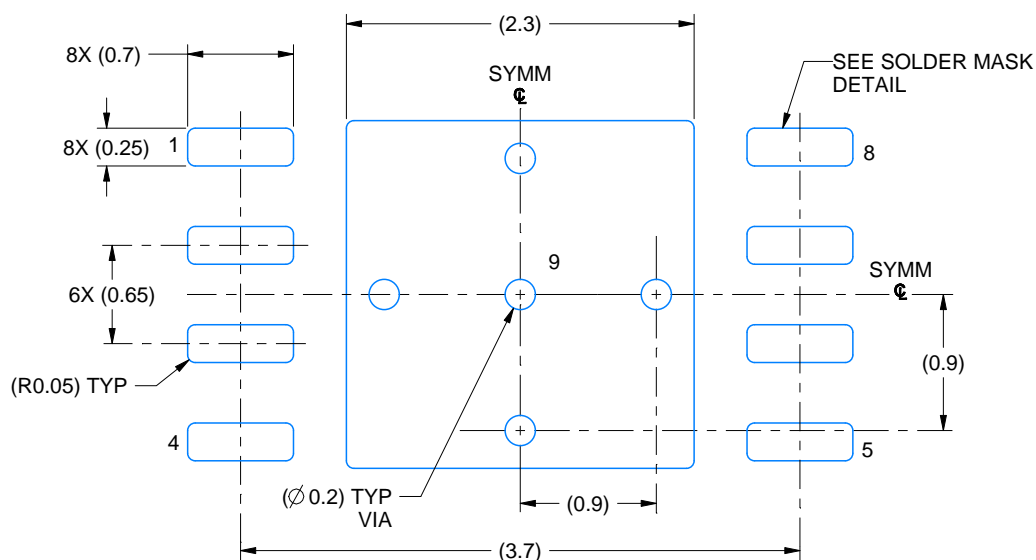 (2.3)
8X (0.7)
SYMM
℄
SEE SOLDER MASK
DETAIL
8X (0.25)
1
8
9
SYMM
℄
6X (0.65)
(R0.05) TYP
(0.9)
4
5
(∅ 0.2) TYP
VIA
(0.9)
(3.7)